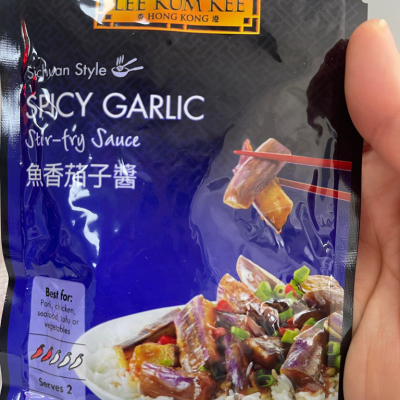 LEE KUM KEE
HONG KONG
Sichuan Style
SPICY GARLIC
Stir-fry Sauce
魚香茄子醬
Best for:
Pork, chicken,
seafood, tofu or
vegetables
Serves 2